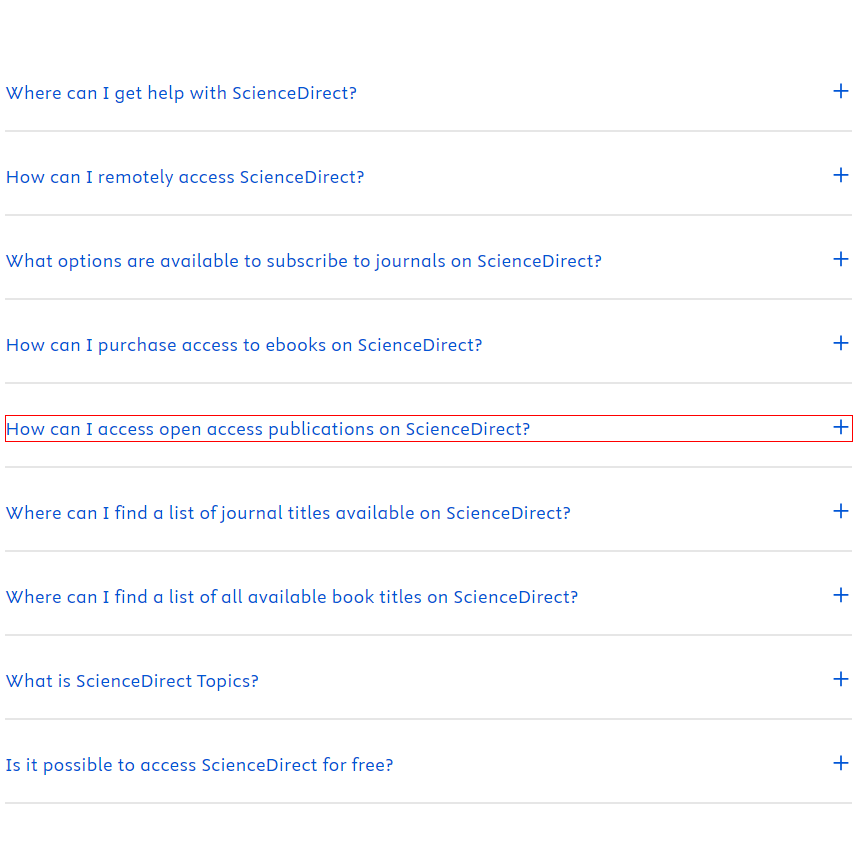 Where can I get help with ScienceDirect?
How can I remotely access ScienceDirect?
What options are available to subscribe to journals on ScienceDirect?
How can I purchase access to ebooks on ScienceDirect?
How can I access open access publications on ScienceDirect?
Where can I find a list of journal titles available on ScienceDirect?
Where can I find a list of all available book titles on ScienceDirect?
What is ScienceDirect Topics?
Is it possible to access ScienceDirect for free?